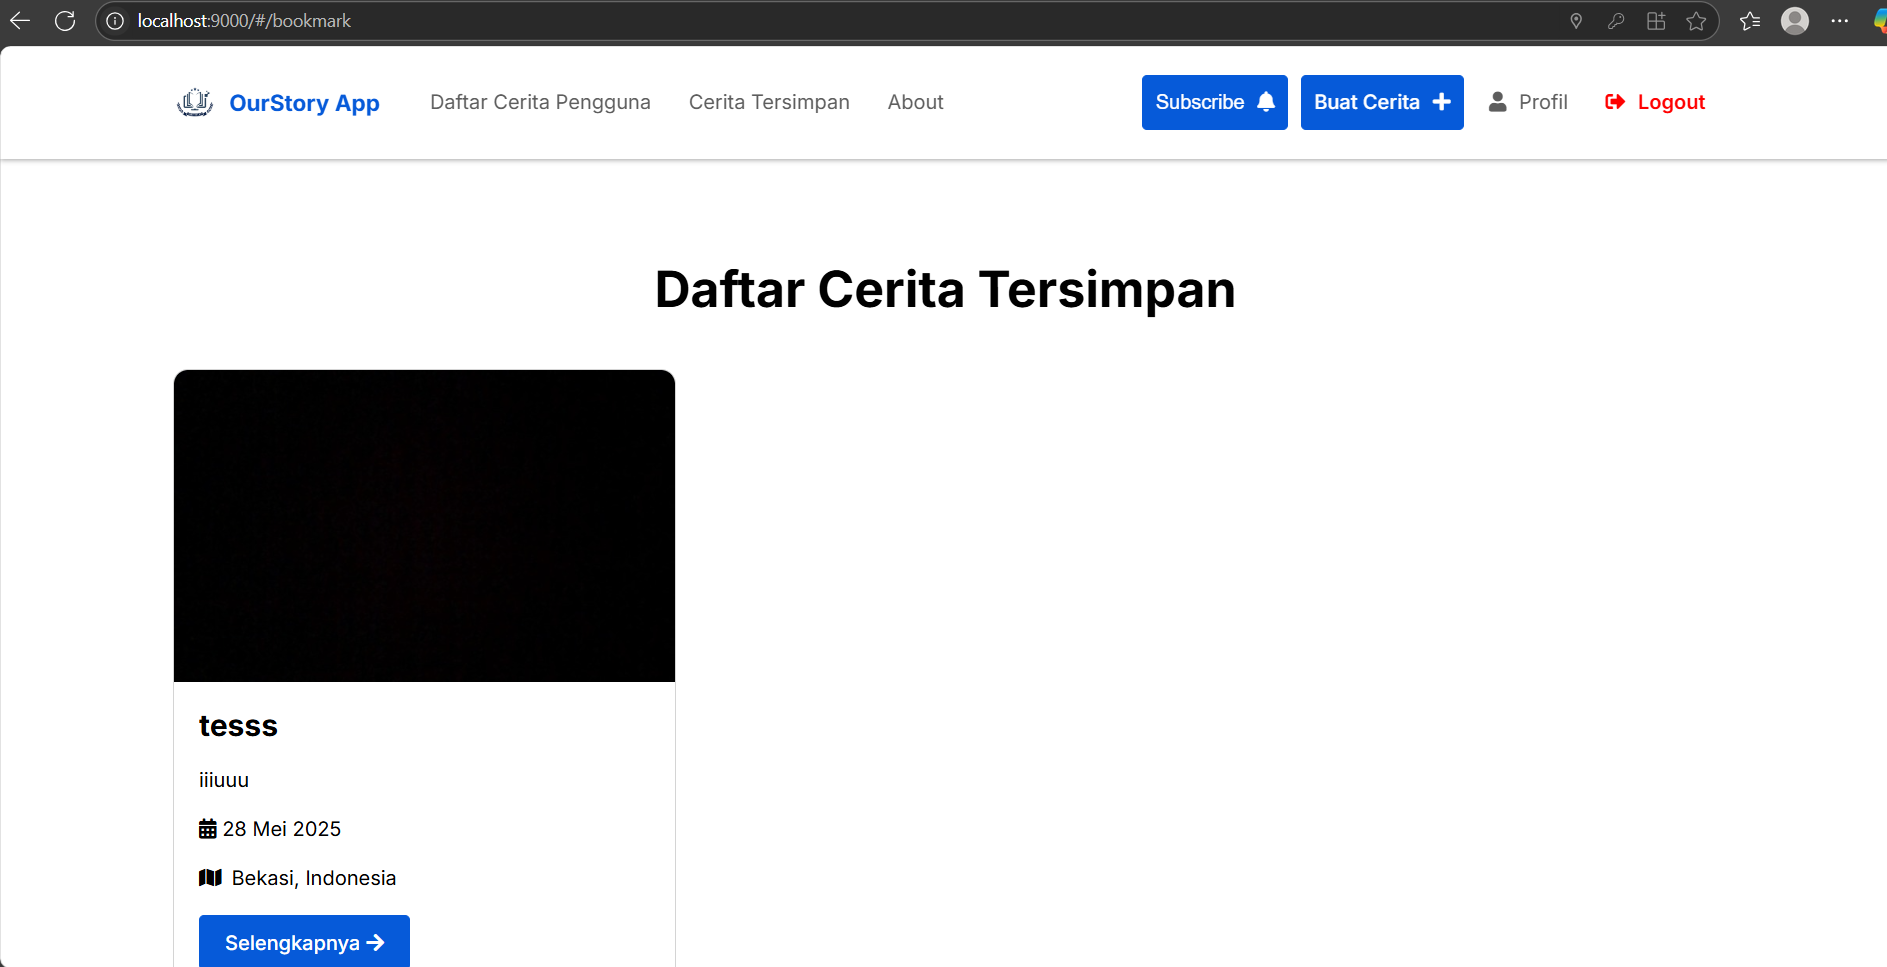 localhost:9000/#/bookmark
OurStory App Daftar Cerita Pengguna Cerita Tersimpan About Subscribe Buat Cerita Profil Logout
Daftar Cerita Tersimpan
tesss
iiiuuu
28 Mei 2025
Bekasi, Indonesia
Selengkapnya